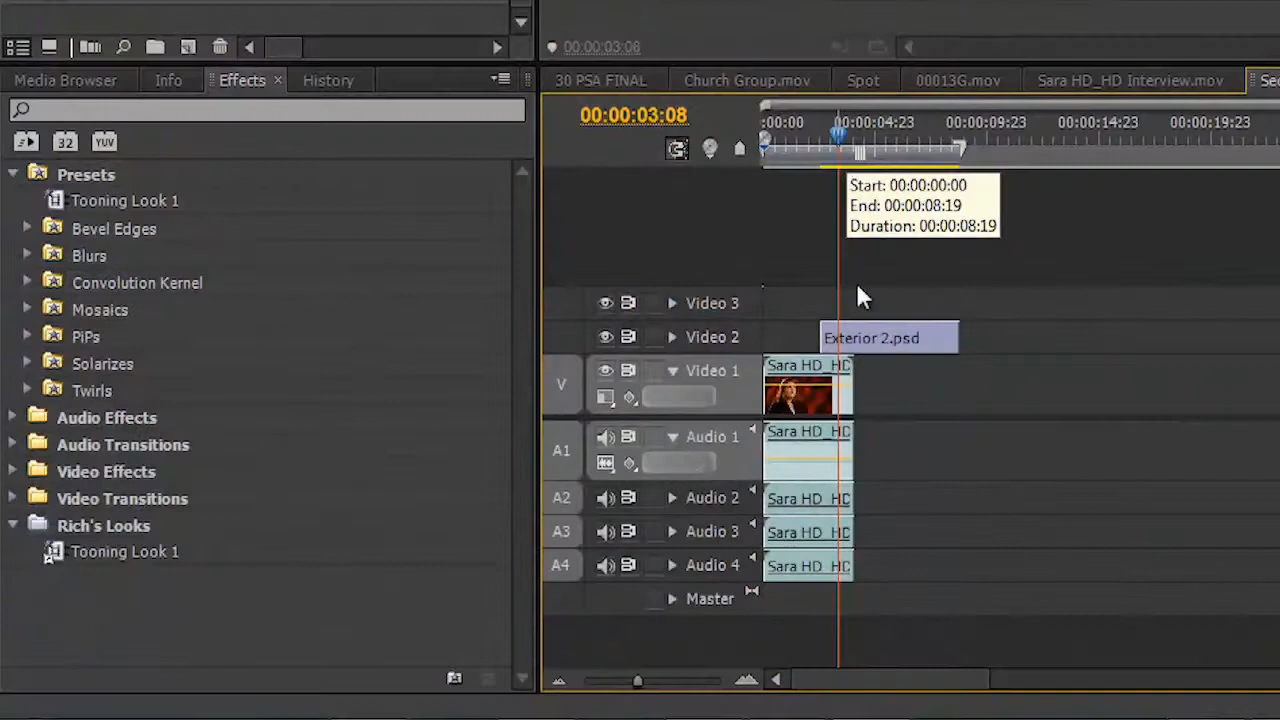 00:00:03:08
Media Browser
Info
Effects
History
30 PSA FINAL
Church Group.mov
Spot
00013G.mov
Sara HD_HD Interview.mov
00:00:03:08
:00:00
00:00:04:23
00:00:09:23
00:00:14:23
00:00:19:23
32
YUV
Start: 00:00:00:00
End: 00:00:08:19
Duration: 00:00:08:19
Presets
Tooning Look 1
Bevel Edges
Blurs
Convolution Kernel
Mosaics
PiPs
Solarizes
Twirls
Audio Effects
Audio Transitions
Video Effects
Video Transitions
Rich's Looks
Tooning Look 1
Video 3
Video 2
Exterior 2.psd
V
Video 1
Sara HD_HD
A1
Audio 1
Sara HD_HD
A2
Audio 2
Sara HD_HD
A3
Audio 3
Sara HD_HD
A4
Audio 4
Sara HD_HD
Master